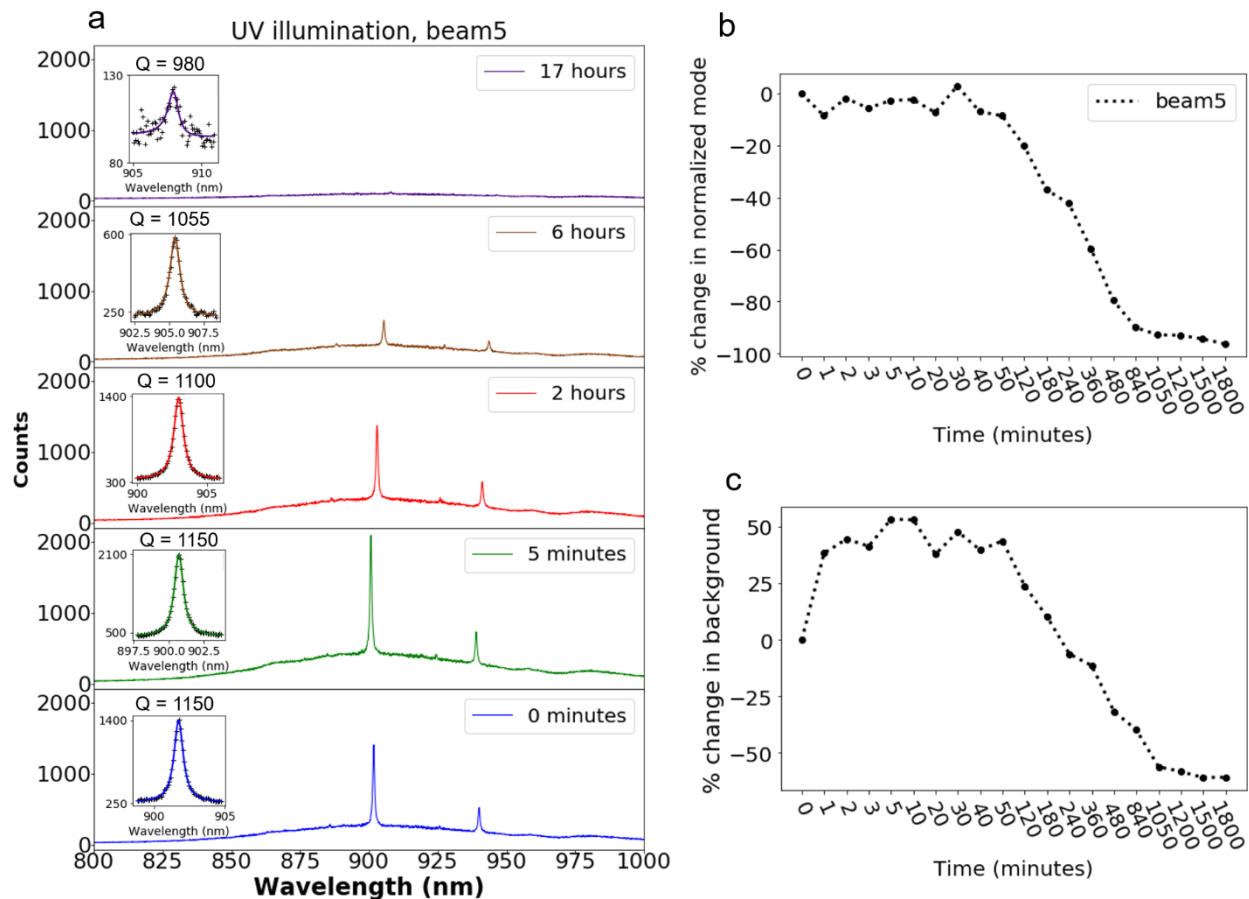 a
UV illumination, beam5
Counts
2000
1000
0
17 hours
Q = 980
130
80
905 910
Wavelength (nm)
2000
1000
0
6 hours
Q = 1055
600
250
902.5 905.0 907.5
Wavelength (nm)
2000
1000
0
2 hours
Q = 1100
1400
300
900 905
Wavelength (nm)
2000
1000
0
5 minutes
Q = 1150
2100
500
897.5 900.0 902.5
Wavelength (nm)
2000
1000
0
0 minutes
Q = 1150
1400
250
900 905
Wavelength (nm)
800 825 850 875 900 925 950 975 1000
Wavelength (nm)
b
beam5
% change in normalized mode
0
−20
−40
−60
−80
−100
0 1 2 3 5 10 20 30 40 50 120 180 240 360 480 840 1050 1200 1500 1800
Time (minutes)
c
% change in background
50
25
0
−25
−50
0 1 2 3 5 10 20 30 40 50 120 180 240 360 480 840 1050 1200 1500 1800
Time (minutes)